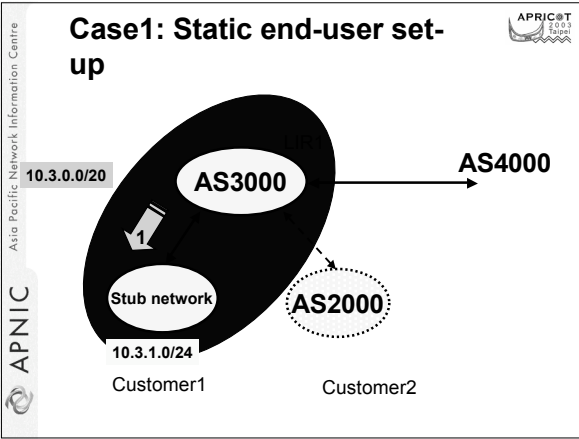 Case1: Static end-user set-
up
APRICOT
2003
Taipei
Asia Pacific Network Information Centre
APNIC
LIR1
10.3.0.0/20
AS3000
AS4000
1
Stub network
AS2000
10.3.1.0/24
Customer1
Customer2